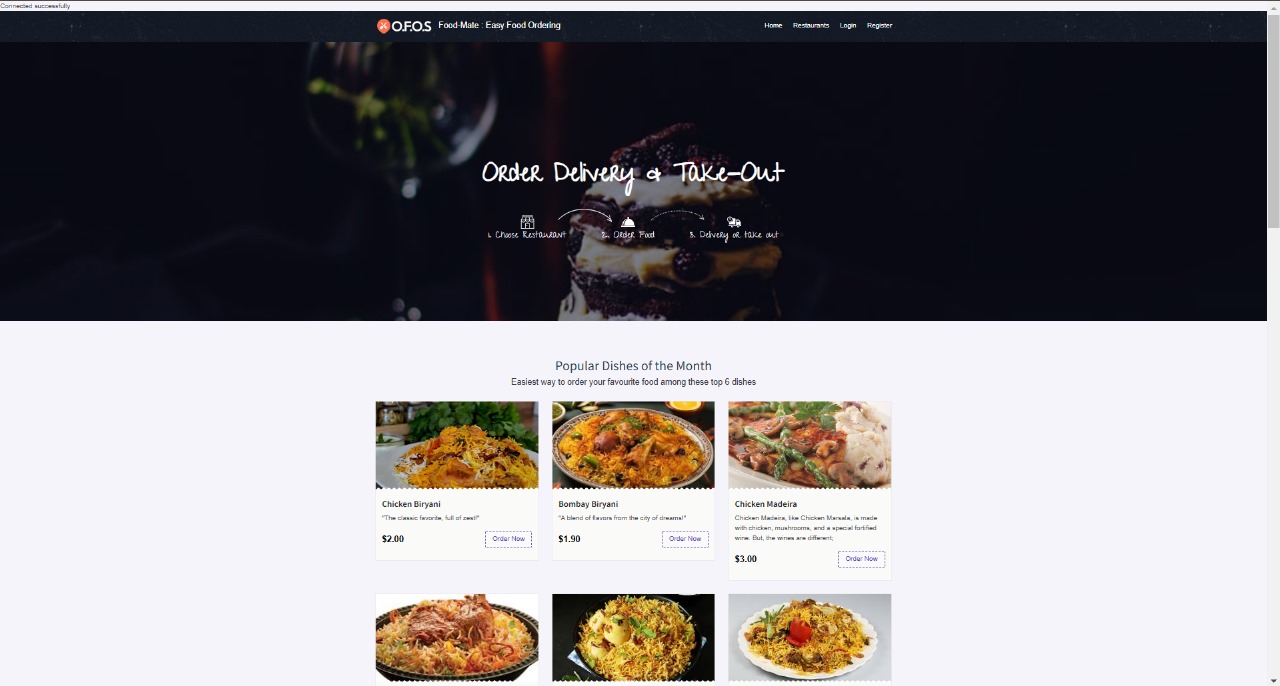 Connected successfully
O.F.O.S Food-Mate : Easy Food Ordering Home Restaurants Login Register
Order Delivery & Take-Out
1. Choose Restaurant 2. Order Food 3. Delivery or take out
Popular Dishes of the Month
Easiest way to order your favourite food among these top 6 dishes
Chicken Biryani
"The classic favorite, full of zest!"
$2.00 Order Now
Bombay Biryani
"A blend of flavors from the city of dreams!"
$1.90 Order Now
Chicken Madeira
Chicken Madeira, like Chicken Marsala, is made
with chicken, mushrooms, and a special fortified
wine. But, the wines are different;
$3.00 Order Now